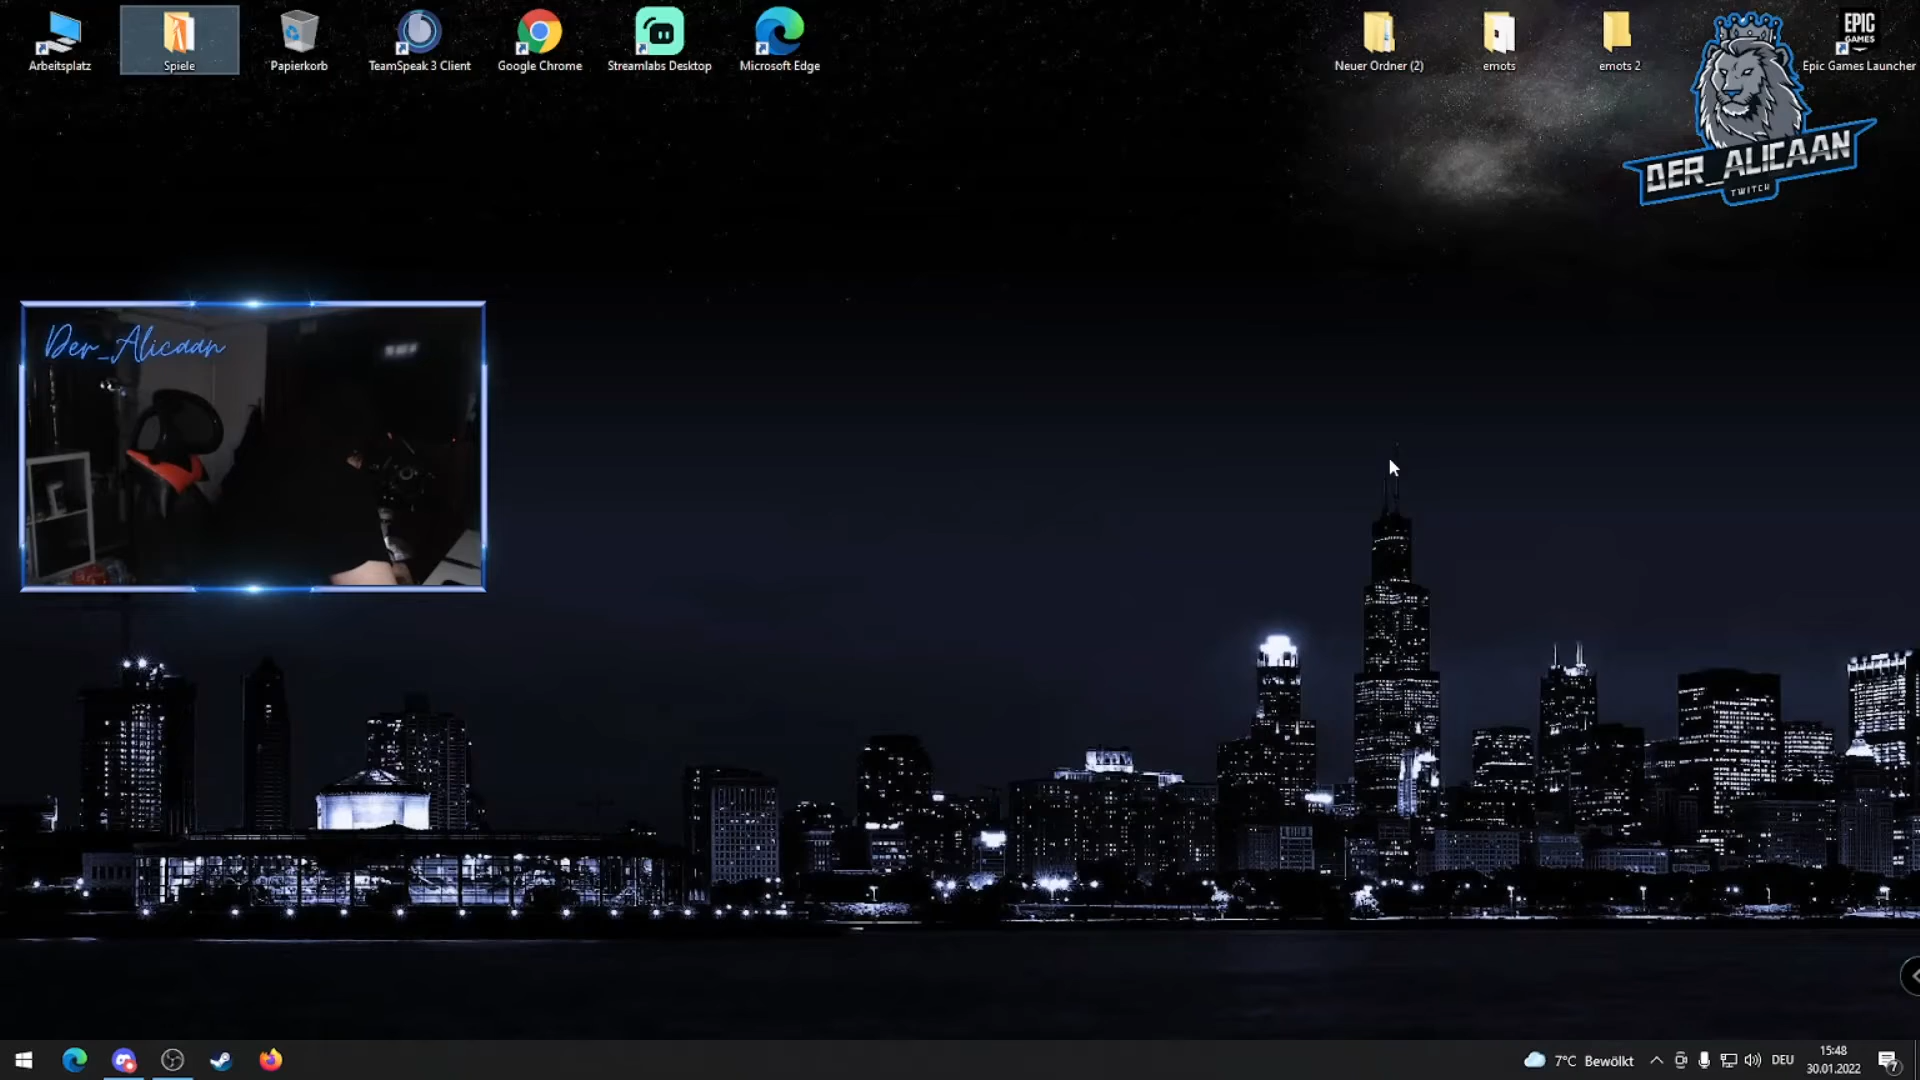 Arbeitsplatz
Spiele
Papierkorb
TeamSpeak 3 Client
Google Chrome
Streamlabs Desktop
Microsoft Edge
Neuer Ordner (2)
emots
emots 2
EPIC
GAMES
Epic Games Launcher
DER_ALICAAN
TWITCH
Der_Alicaan
7°C Bewölkt
DEU
15:48
30.01.2022
7